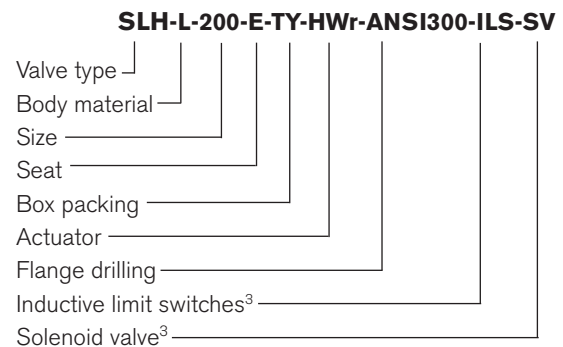 SLH-L-200-E-TY-HWr-ANSI300-ILS-SV
Valve type
Body material
Size
Seat
Box packing
Actuator
Flange drilling
Inductive limit switches³
Solenoid valve³